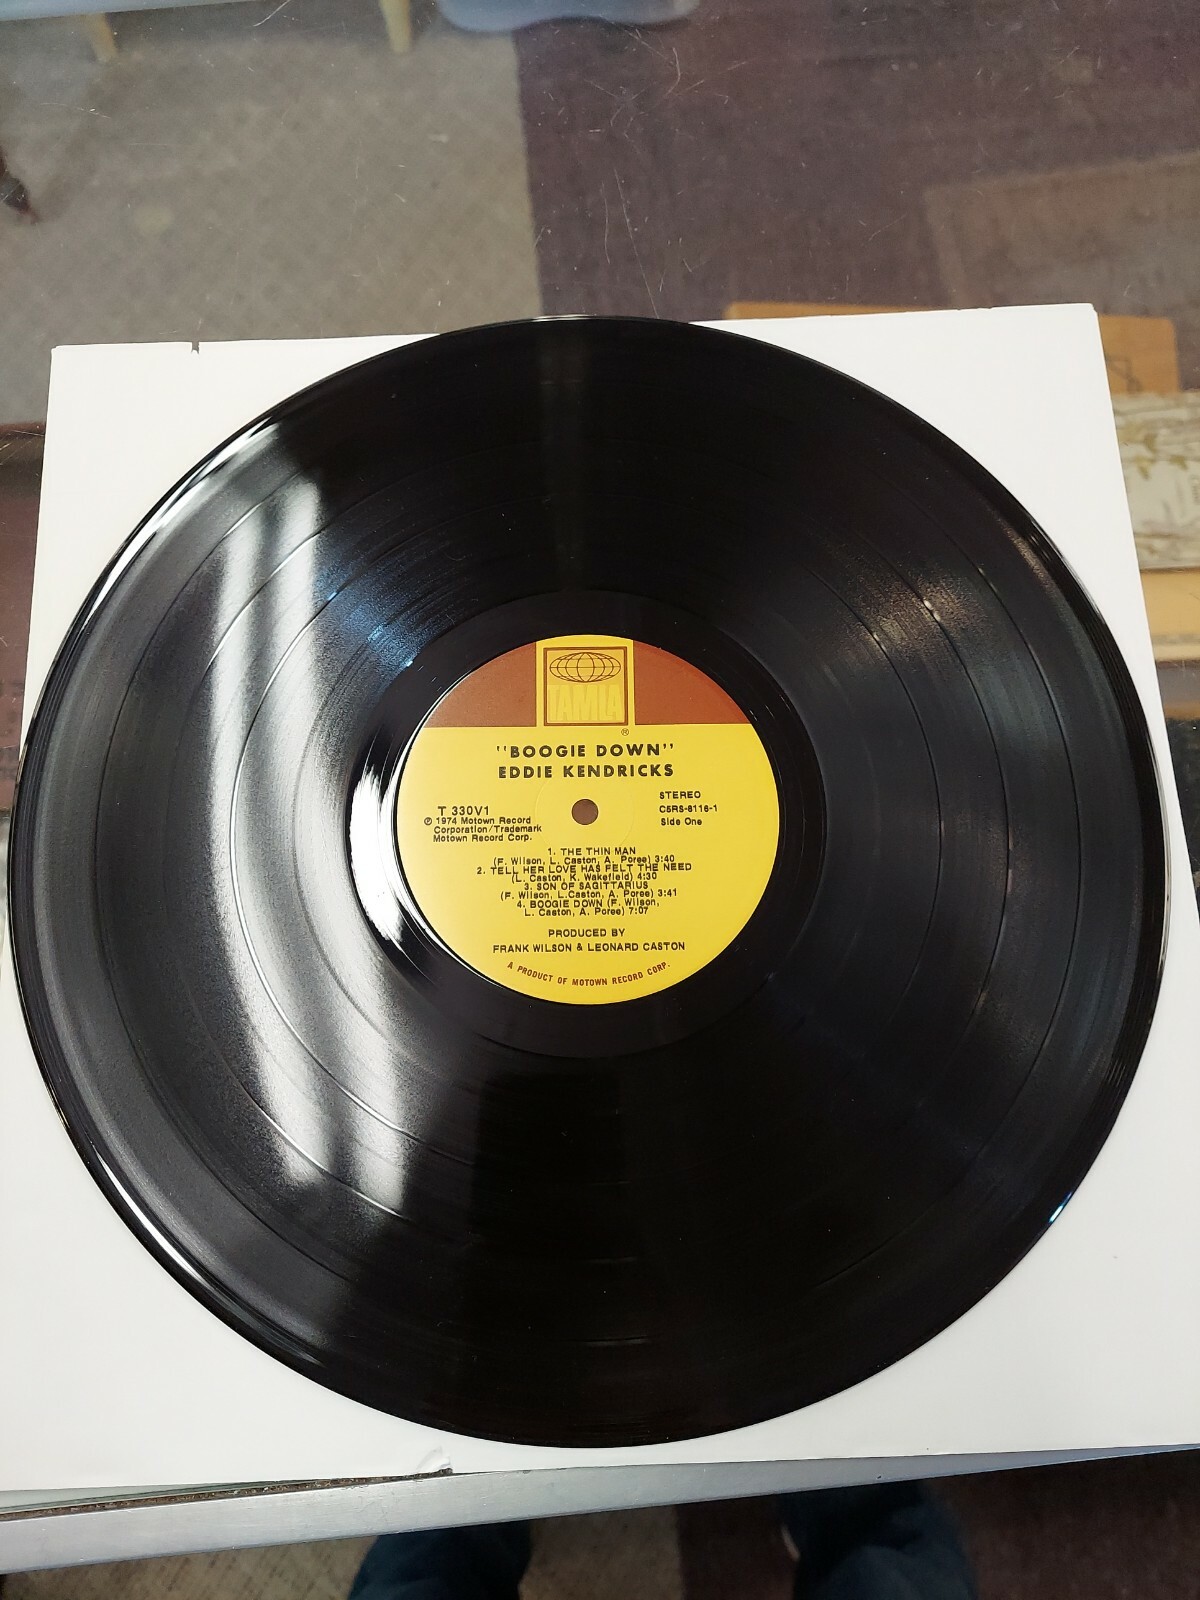 TAMLA
®
"BOOGIE DOWN"
EDDIE KENDRICKS
T 330V1
℗ 1974 Motown Record
Corporation/Trademark
Motown Record Corp.
STEREO
C5RS-6116-1
Side One
1. THE THIN MAN
(F. Wilson, L. Caston, A. Poree) 3:40
2. TELL HER LOVE HAS FELT THE NEED
(L. Caston, K. Wakefield) 4:30
3. SON OF SAGITTARIUS
(F. Wilson, L.Caston, A. Poree) 3:41
4. BOOGIE DOWN (F. Wilson,
L. Caston, A. Poree) 7:07
PRODUCED BY
FRANK WILSON & LEONARD CASTON
A PRODUCT OF MOTOWN RECORD CORP.